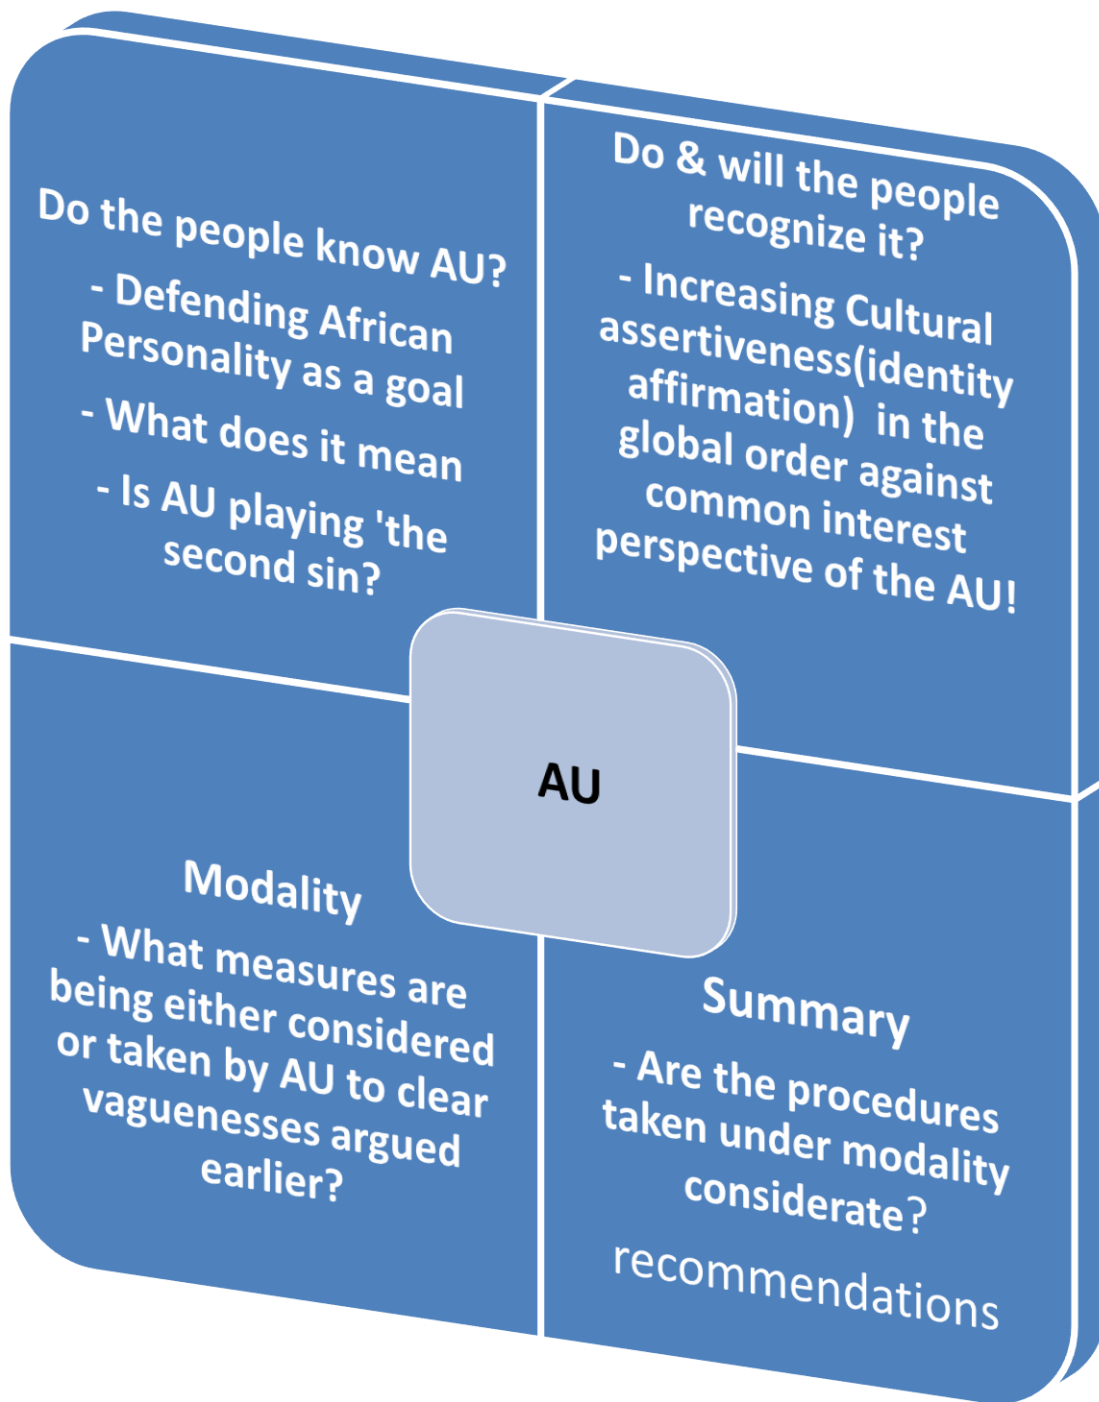 Do the people know AU?
- Defending African
Personality as a goal
- What does it mean
- Is AU playing 'the
second sin?
Do & will the people
recognize it?
- Increasing Cultural
assertiveness(identity
affirmation)  in the
global order against
common interest
perspective of the AU!
AU
Modality
- What measures are
being either considered
or taken by AU to clear
vaguenesses argued
earlier?
Summary
- Are the procedures
taken under modality
considerate?
recommendations